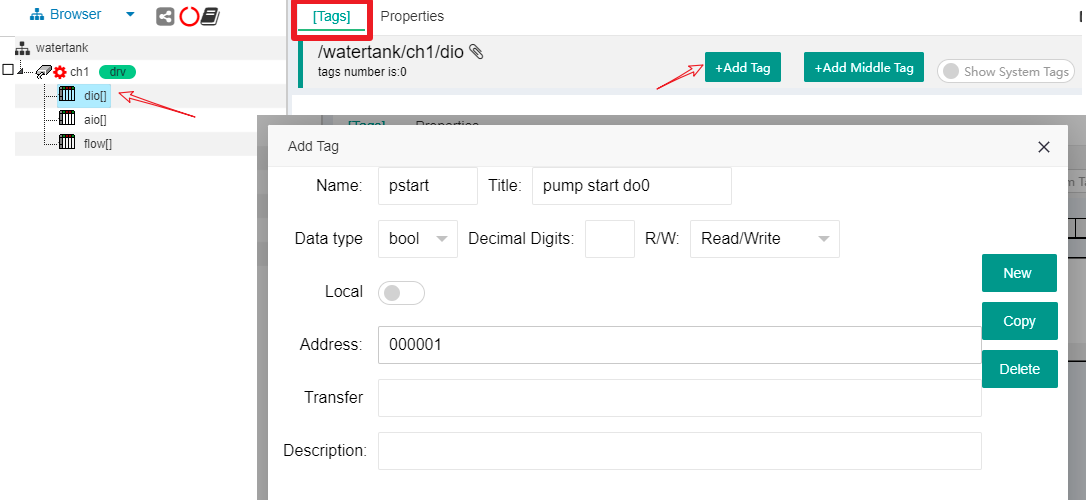 Browser
[Tags] Properties
watertank
/watertank/ch1/dio
tags number is:0
+Add Tag
+Add Middle Tag
Show System Tags
ch1 drv
dio[]
aio[]
flow[]
[Tags] Properties
Add Tag
Name: pstart Title: pump start do0
Data type bool Decimal Digits: R/W: Read/Write
Local
New
Address: 000001
Copy
Transfer
Delete
Description: